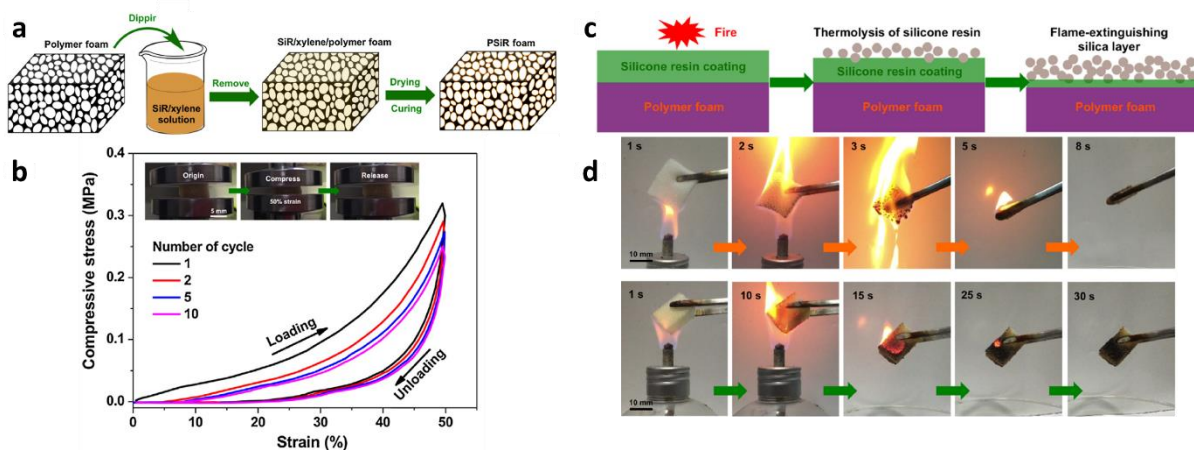 a
Dippir
Polymer foam
SiR/xylene/polymer foam
PSiR foam
SiR/xylene
solution
Remove
Drying
Curing
b
Compressive stress (MPa)
0.4
0.3
0.2
0.1
0.0
Origin
Compress
Release
5 mm
50% strain
Number of cycle
1
2
5
10
Loading
Unloading
0
10
20
30
40
50
Strain (%)
c
Fire
Silicone resin coating
Polymer foam
Thermolysis of silicone resin
Silicone resin coating
Polymer foam
Flame-extinguishing
silica layer
Polymer foam
d
1 s
2 s
3 s
5 s
8 s
10 mm
1 s
10 s
15 s
25 s
30 s
10 mm